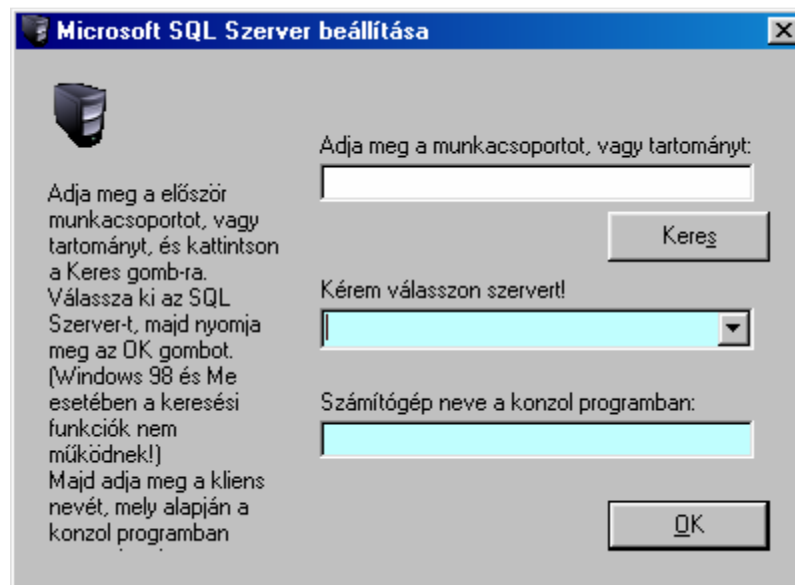 Microsoft SQL Szerver beállítása
Adja meg a először
munkacsoportot, vagy
tartományt, és kattintson
a Keres gomb-ra.
Válassza ki az SQL
Szerver-t, majd nyomja
meg az OK gombot.
(Windows 98 és Me
esetében a keresési
funkciók nem
működnek!)
Majd adja meg a kliens
nevét, mely alapján a
konzol programban
Adja meg a munkacsoportot, vagy tartományt:
Keres
Kérem válasszon szervert!
Számítógép neve a konzol programban:
OK